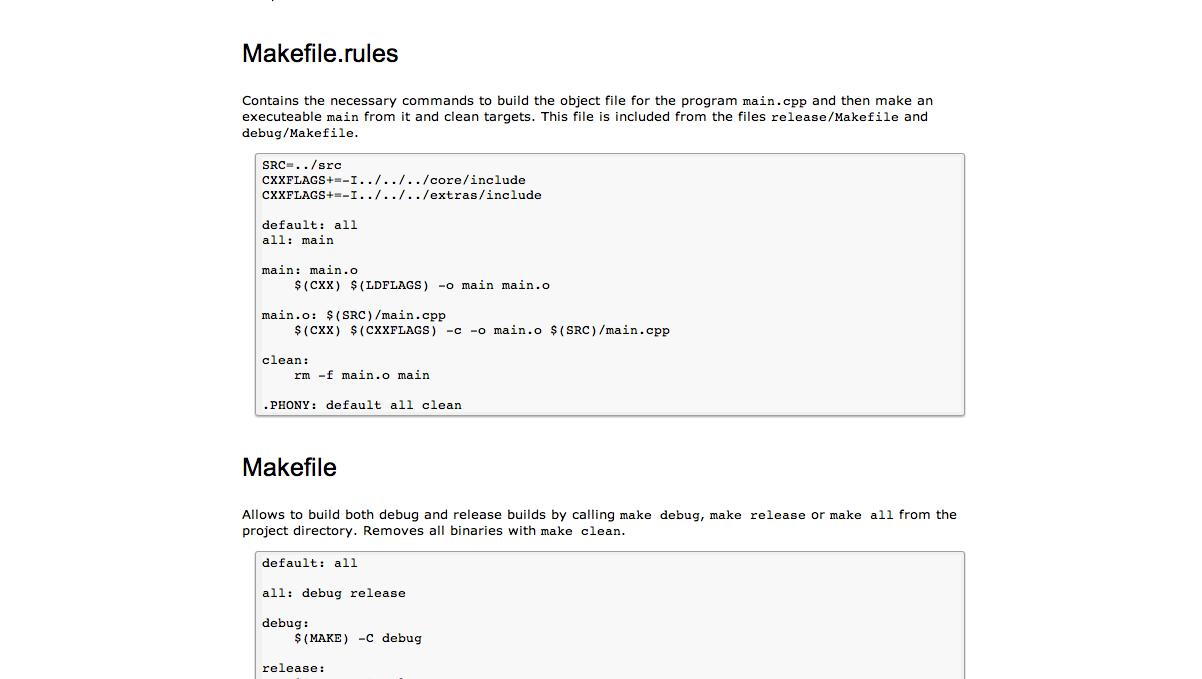 Makefile.rules
Contains the necessary commands to build the object file for the program main.cpp and then make an
executeable main from it and clean targets. This file is included from the files release/Makefile and
debug/Makefile.
SRC=../src
CXXFLAGS+=-I../../../core/include
CXXFLAGS+=-I../../../extras/include
default: all
all: main
main: main.o
    $(CXX) $(LDFLAGS) -o main main.o
main.o: $(SRC)/main.cpp
    $(CXX) $(CXXFLAGS) -c -o main.o $(SRC)/main.cpp
clean:
    rm -f main.o main
.PHONY: default all clean
Makefile
Allows to build both debug and release builds by calling make debug, make release or make all from the
project directory. Removes all binaries with make clean.
default: all
all: debug release
debug:
    $(MAKE) -C debug
release: